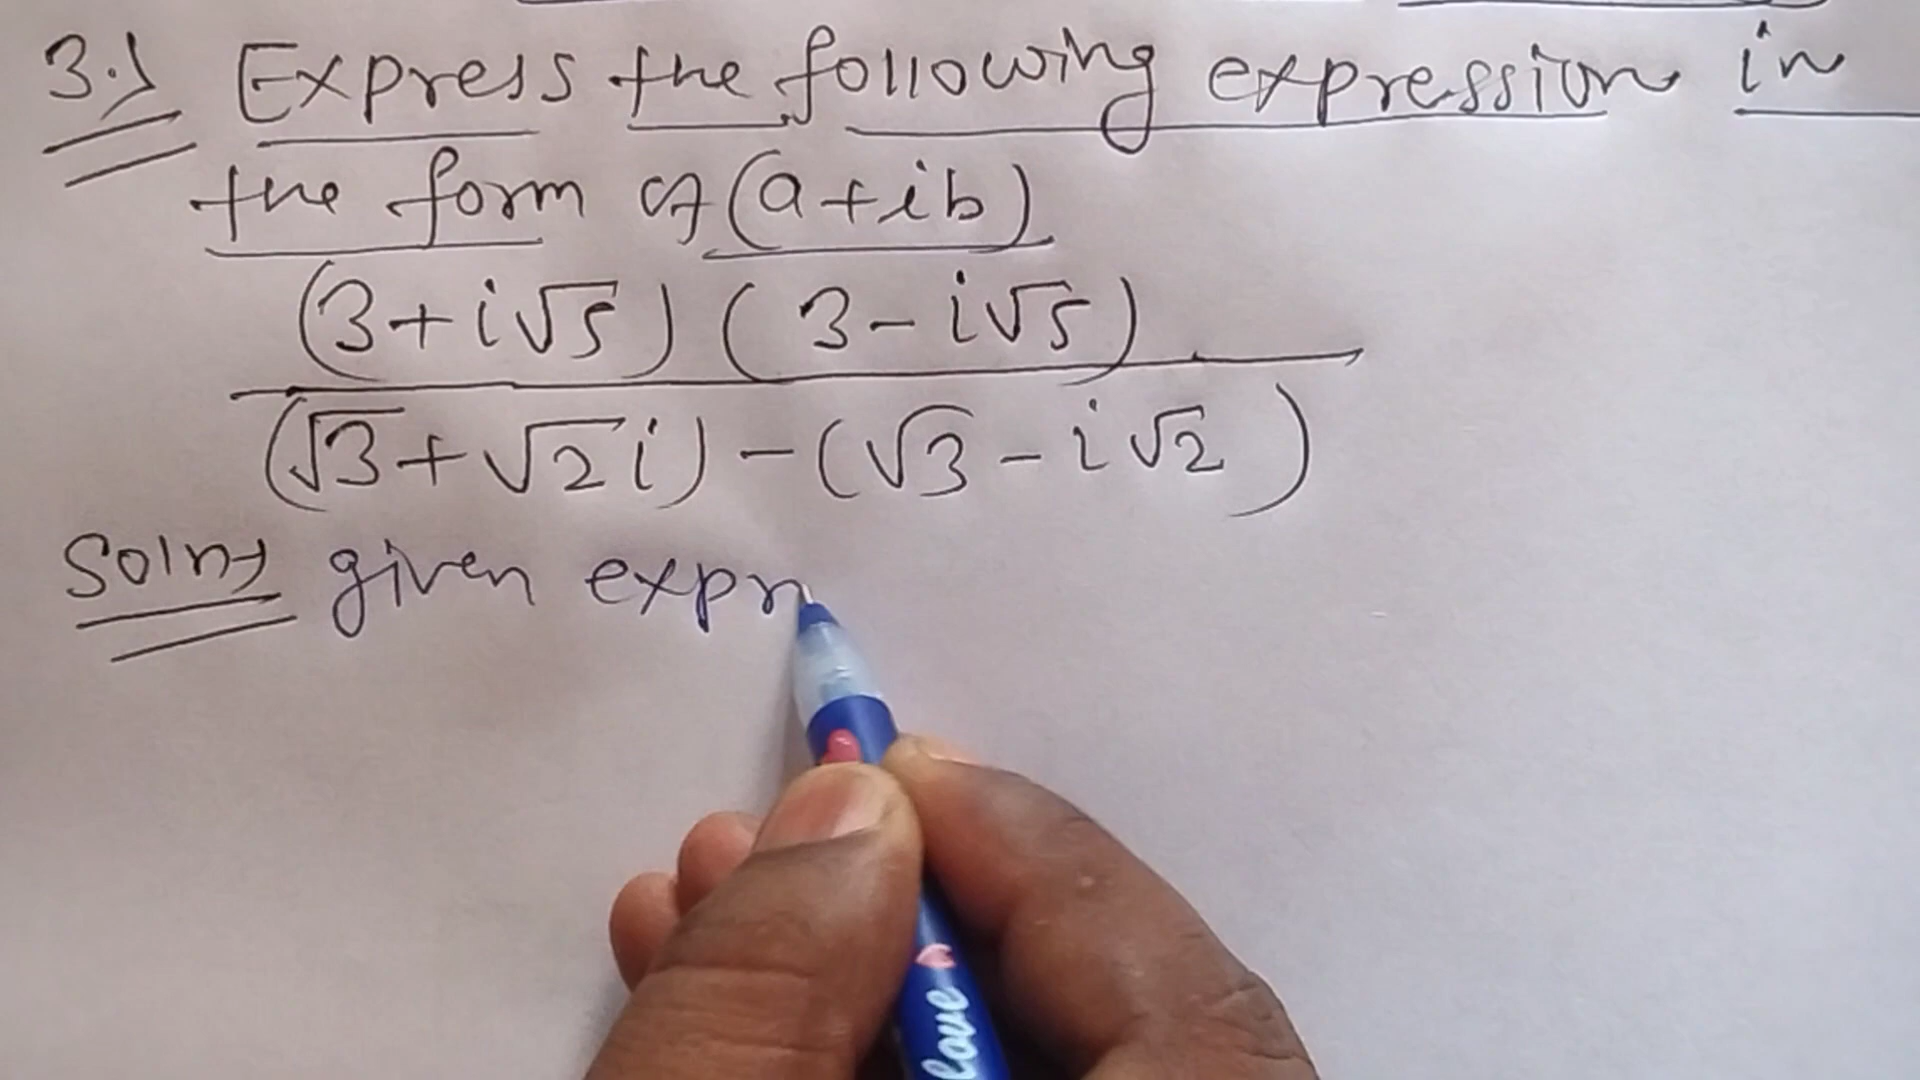 3.) Express the following expression in
the form of (a+ib)
(3+i√5) (3-i√5)
(√3+√2i)-(√3-i√2)
Soln→ given expr
love